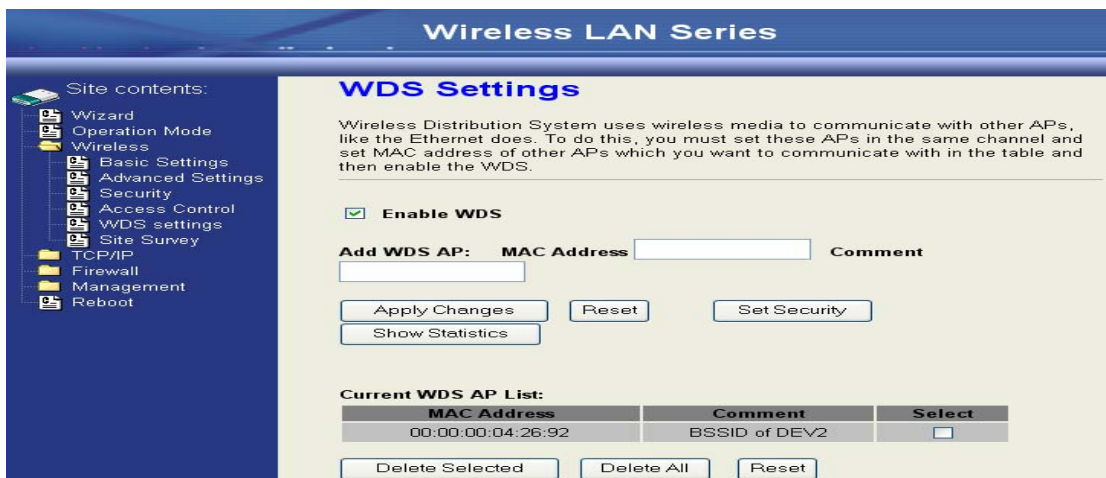 Wireless LAN Series
Site contents:
Wizard
Operation Mode
Wireless
Basic Settings
Advanced Settings
Security
Access Control
WDS settings
Site Survey
TCP/IP
Firewall
Management
Reboot
WDS Settings
Wireless Distribution System uses wireless media to communicate with other APs,
like the Ethernet does. To do this, you must set these APs in the same channel and
set MAC address of other APs which you want to communicate with in the table and
then enable the WDS.
Enable WDS
Add WDS AP: MAC Address Comment
Apply Changes Reset Set Security
Show Statistics
Current WDS AP List:
MAC Address Comment Select
00:00:00:04:26:92 BSSID of DEV2
Delete Selected Delete All Reset